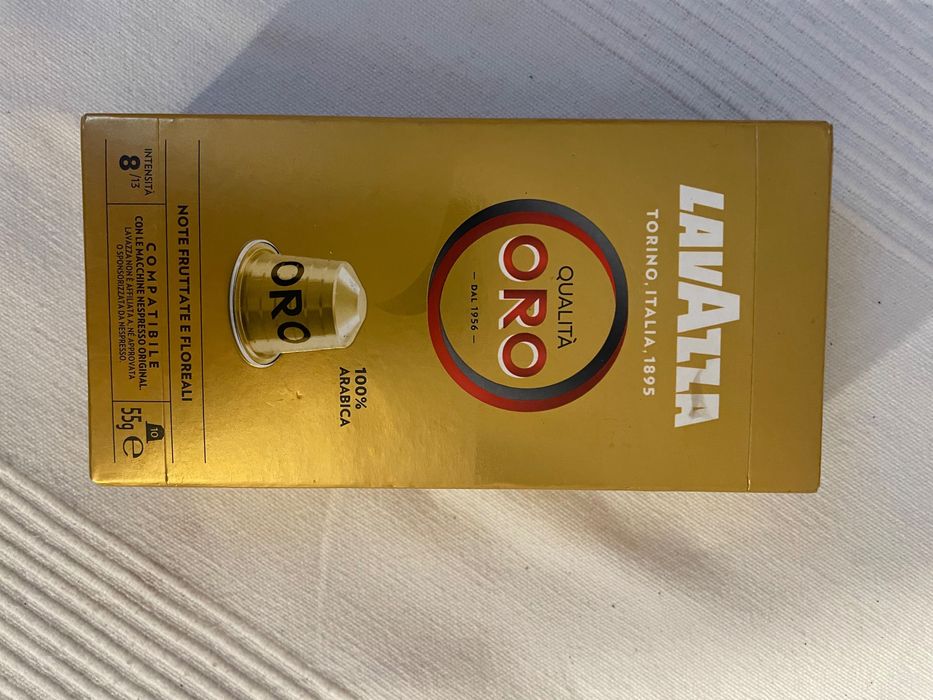 LAVAZZA
TORINO, ITALIA, 1895
QUALITÀ
ORO
- DAL 1956 -
100%
ARABICA
ORO
NOTE FRUTTATE E FLOREALI
INTENSITÀ
8/13
COMPATIBILE
CON LE MACCHINE NESPRESSO ORIGINAL.
LAVAZZA NON È AFFILIATA A, NÉ APPROVATA
O SPONSORIZZATA DA NESPRESSO.
10
55g e